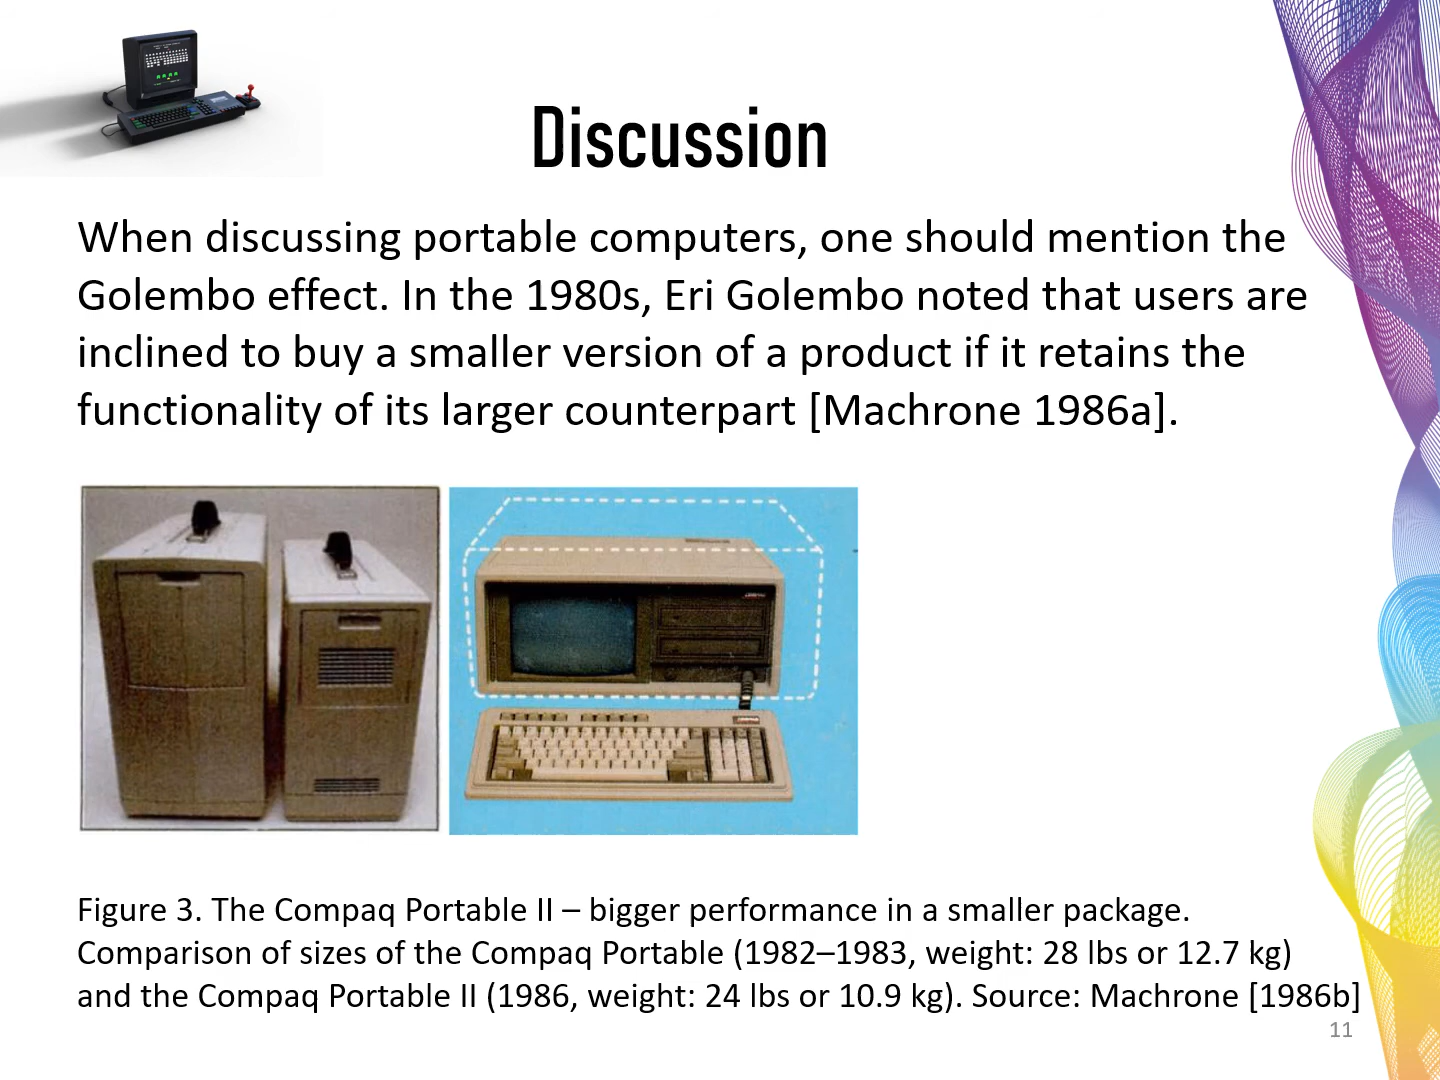 Discussion
When discussing portable computers, one should mention the
Golembo effect. In the 1980s, Eri Golembo noted that users are
inclined to buy a smaller version of a product if it retains the
functionality of its larger counterpart [Machrone 1986a].
Figure 3. The Compaq Portable II – bigger performance in a smaller package.
Comparison of sizes of the Compaq Portable (1982–1983, weight: 28 lbs or 12.7 kg)
and the Compaq Portable II (1986, weight: 24 lbs or 10.9 kg). Source: Machrone [1986b]
11